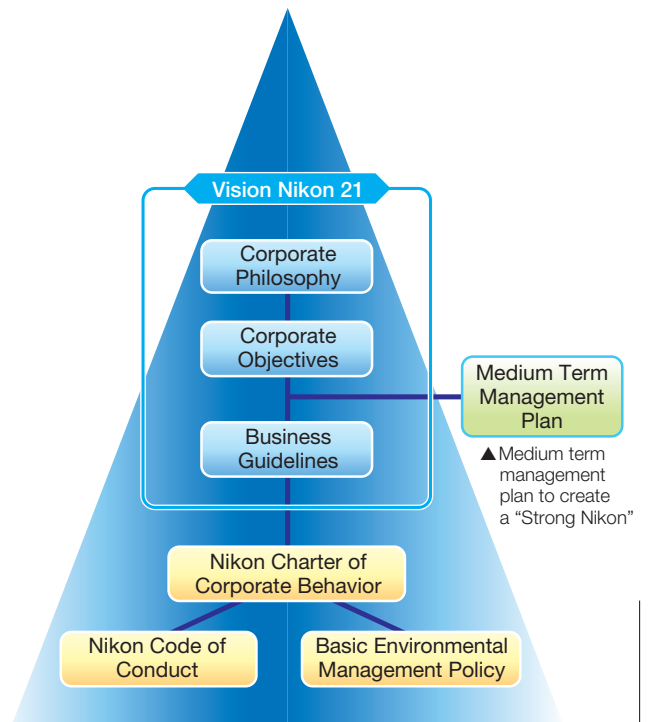 Vision Nikon 21
Corporate
Philosophy
Corporate
Objectives
Medium Term
Management
Plan
▲Medium term
management
plan to create
a “Strong Nikon”
Business
Guidelines
Nikon Charter of
Corporate Behavior
Nikon Code of
Conduct
Basic Environmental
Management Policy